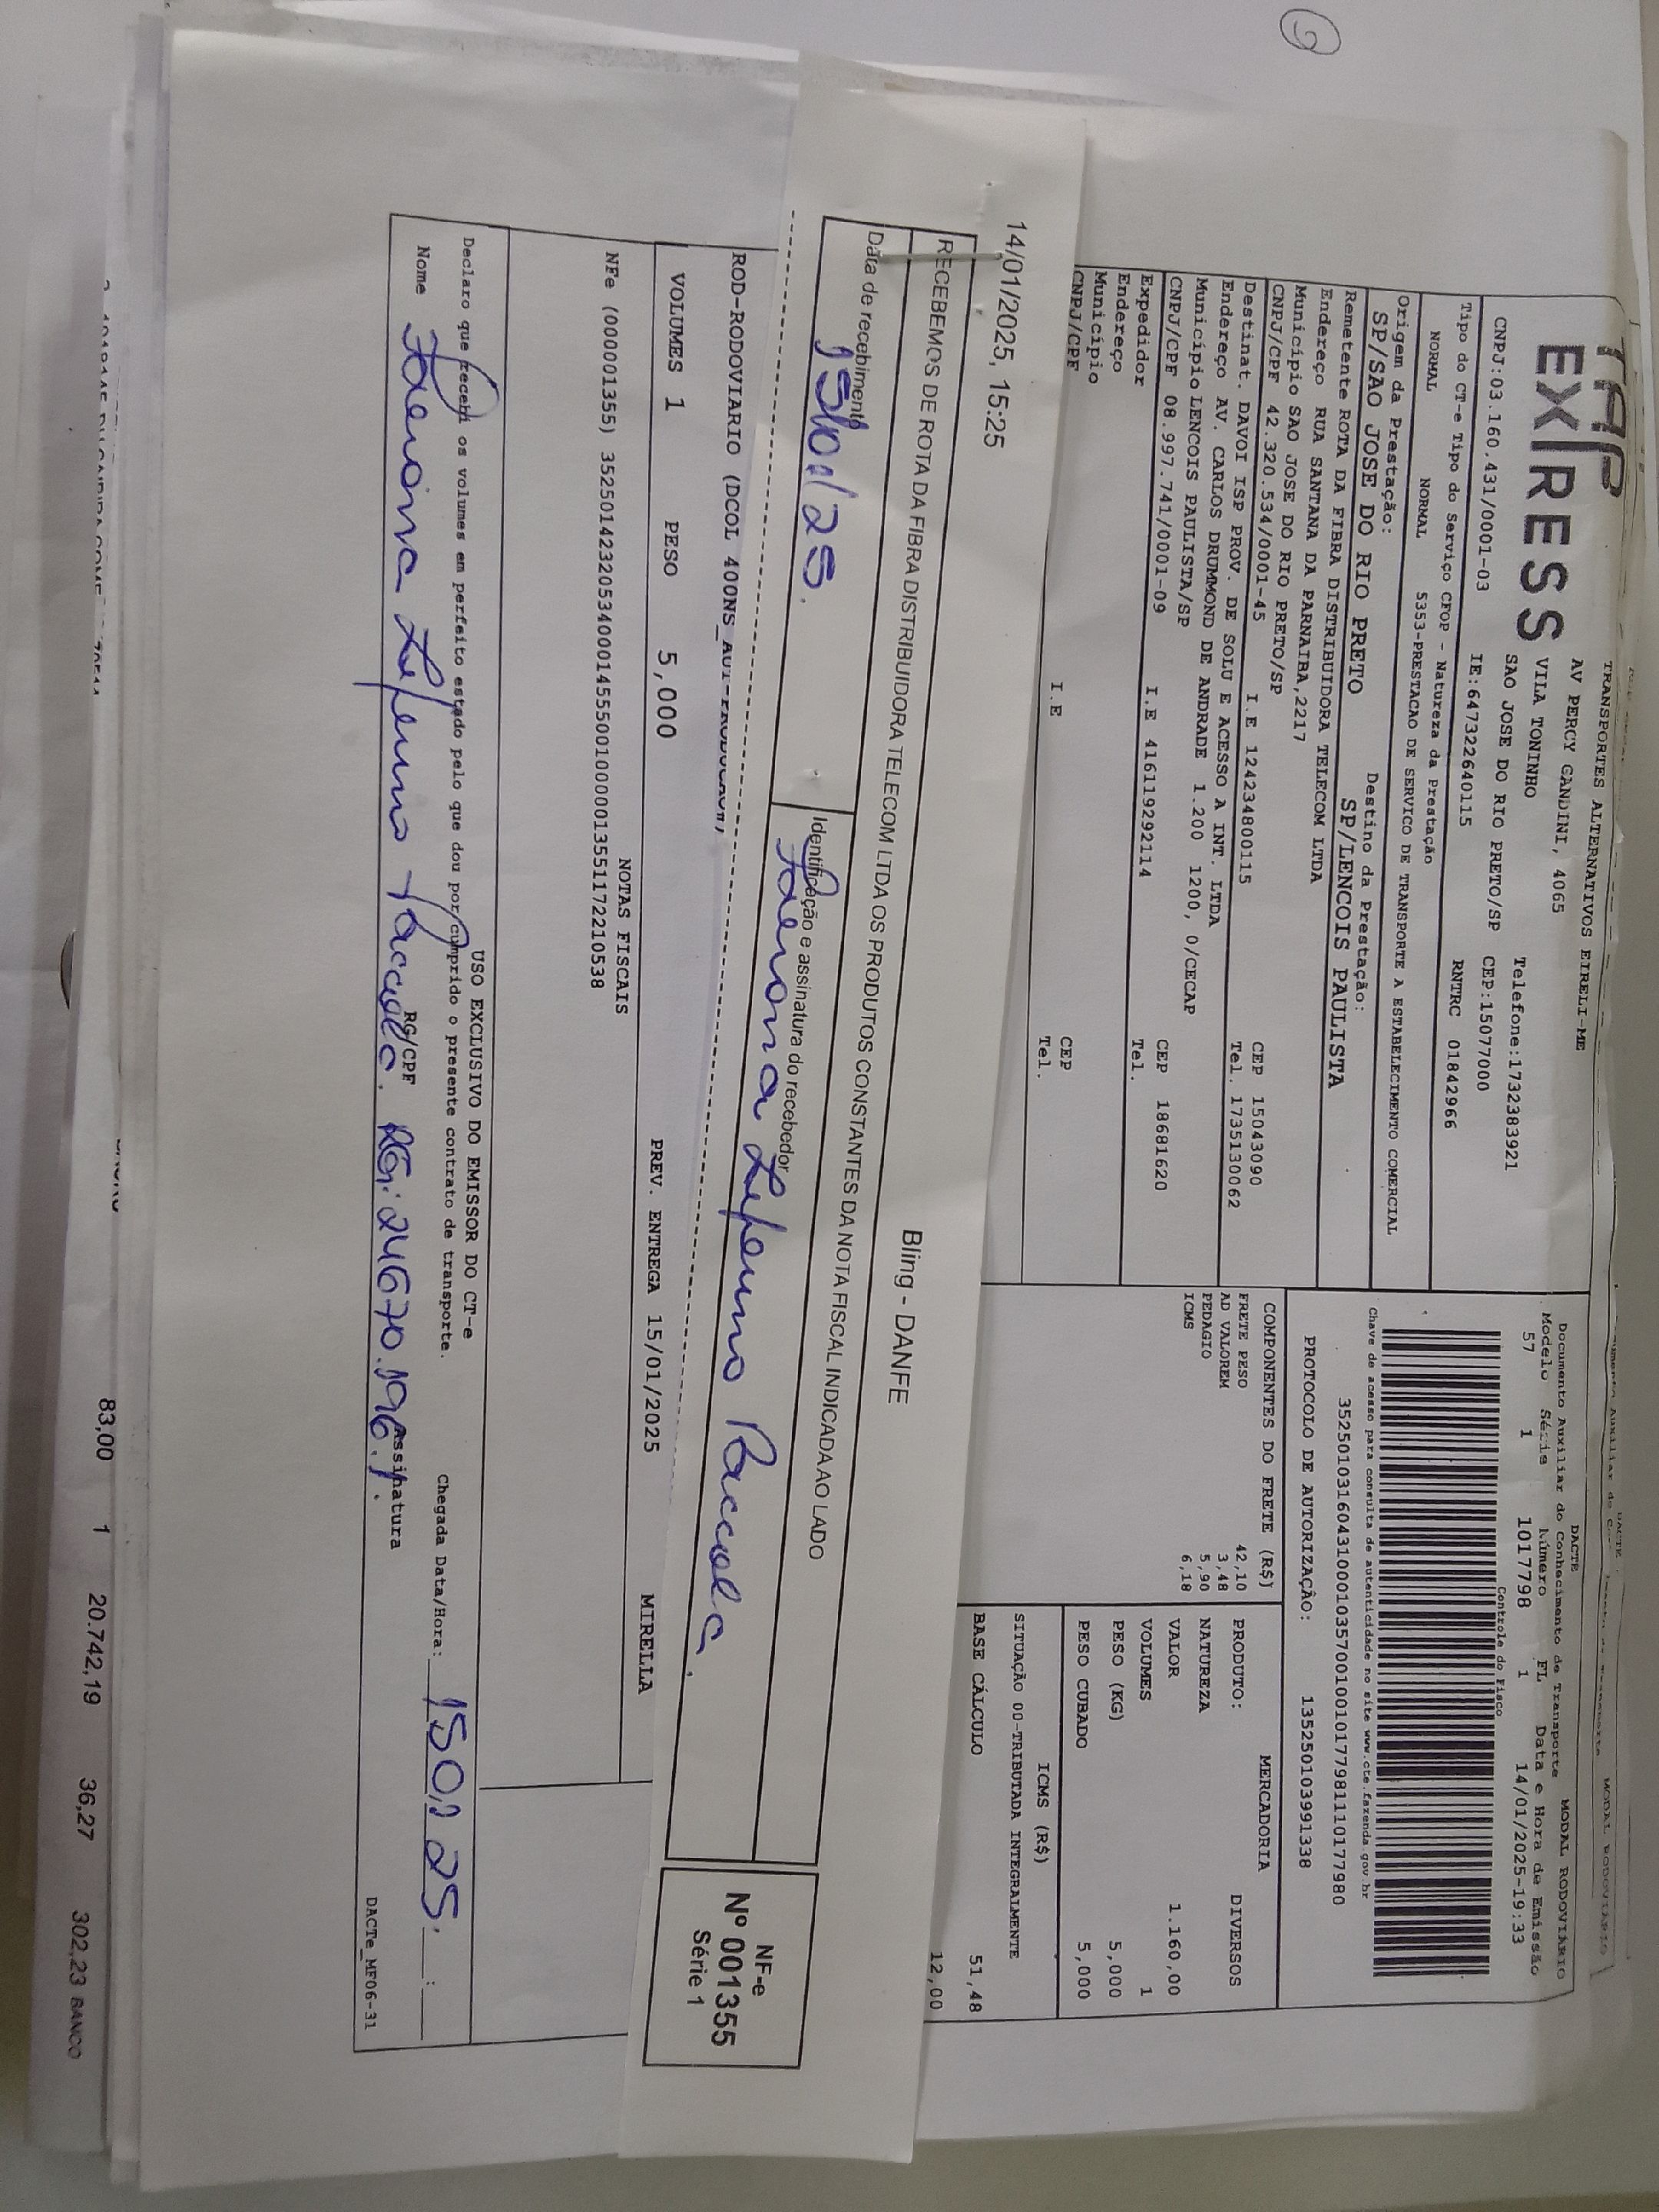 TAP
EXPRESS
TRANSPORTES ALTERNATIVOS EIRELI-ME
AV PERCY GANDINI, 4065
VILA TONINHO Telefone:1732383921
SAO JOSE DO RIO PRETO/SP CEP:15077000
CNPJ:03.160.431/0001-03 IE:647322640115 RNTRC 01842966
Tipo do CT-e Tipo do Serviço CFOP - Natureza da Prestação
NORMAL NORMAL 5353-PRESTACAO DE SERVICO DE TRANSPORTE A ESTABELECIMENTO COMERCIAL
Origem da Prestação: Destino da Prestação:
SP/SAO JOSE DO RIO PRETO SP/LENCOIS PAULISTA
Remetente ROTA DA FIBRA DISTRIBUIDORA TELECOM LTDA
Endereço RUA SANTANA DA PARNAIRA,2217
Município SAO JOSE DO RIO PRETO/SP CEP 15043090
CNPJ/CPF 42.320.534/0001-45 I.E 124234800115 Tel. 1735130062
Destinat. DAVOI ISP PROV. DE SOLU E ACESSO A INT. LTDA
Endereço AV. CARLOS DRUMMOND DE ANDRADE 1.200 1200, 0/CECAP
Município LENCOIS PAULISTA/SP CEP 18681620
CNPJ/CPF 08.997.741/0001-09 I.E 416119292114 Tel.
Expedidor
Endereço
Município CEP
CNPJ/CPF I.E Tel.
DACTE MODAL RODOVIÁRIO
Documento Auxiliar do Conhecimento de Transporte
Modelo Série Número FL Data e Hora de Emissão
57 1 1017798 1 14/01/2025-19:33
Controle do Fisco
Chave de acesso para consulta de autenticidade no site www.cte.fazenda.gov.br
35250103160431000103570010010177981110177980
PROTOCOLO DE AUTORIZAÇÃO: 135250103991338
COMPONENTES DO FRETE (R$)
FRETE PESO 42,10
AD VALOREM 3,48
PEDAGIO 5,90
ICMS 6,18
MERCADORIA
PRODUTO: DIVERSOS
NATUREZA
VALOR 1.160,00
VOLUMES 1
PESO (KG) 5,000
PESO CUBADO 5,000
ICMS (R$)
SITUAÇÃO 00-TRIBUTADA INTEGRALMENTE
BASE CÁLCULO 51,48
12,00
14/01/2025, 15:25 Bling - DANFE
RECEBEMOS DE ROTA DA FIBRA DISTRIBUIDORA TELECOM LTDA OS PRODUTOS CONSTANTES DA NOTA FISCAL INDICADA AO LADO
Data de recebimento Identificação e assinatura do recebedor
15/01/25.
NF-e
Nº 001355
Série 1
ROD-RODOVIARIO (DCOL 400NS_AUT-PRODUCAO#),
VOLUMES 1 PESO 5,000 PREV. ENTREGA 15/01/2025 MIRELLA
NOTAS FISCAIS
NFe (000001355) 35250142320534000145550010000013551172210538
USO EXCLUSIVO DO EMISSOR DO CT-e
Declaro que recebi os volumes em perfeito estado pelo que dou por cumprido o presente contrato de transporte. Chegada Data/Hora: 15 01 25.
Nome RG/CPF RG: 24670.196.7. Assinatura
DACTe_MF06-31
83,00 1 20.742,19 36,27 302,23 BANCO